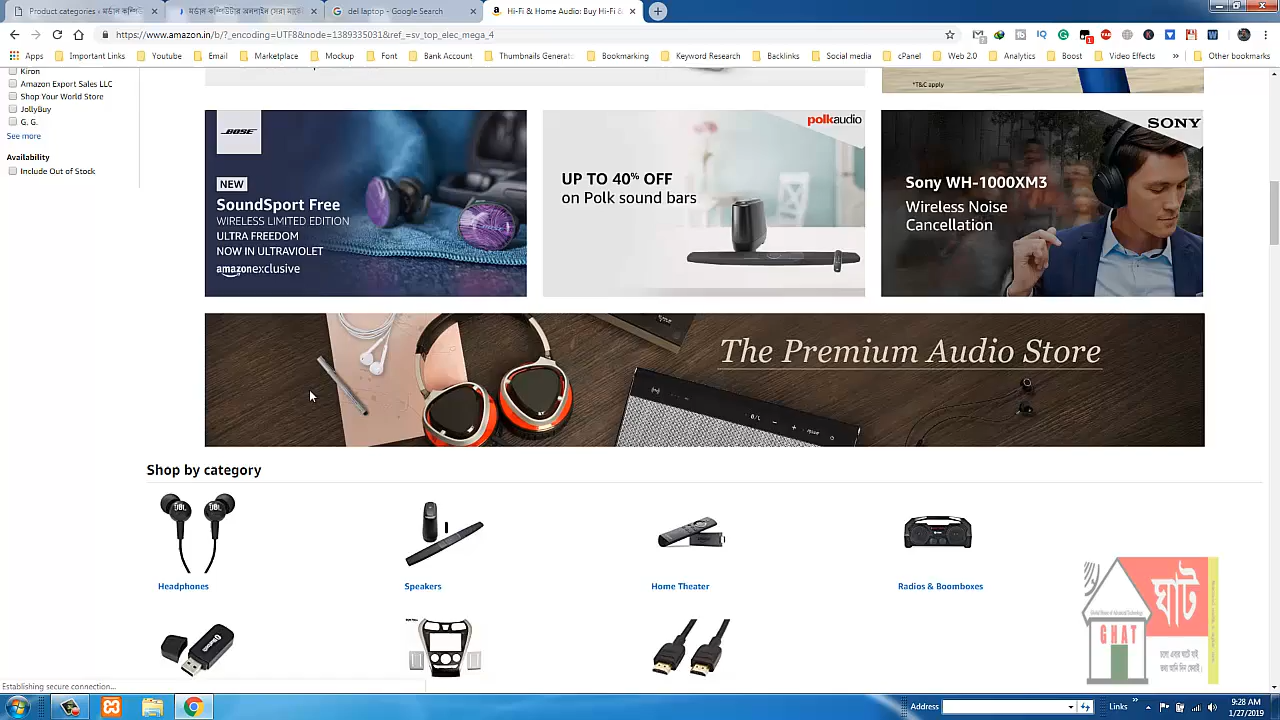 Product categories
dell laptop - Google Search
Hi-Fi & Home Audio Buy Hi-Fi &
https://www.amazon.in/b/?_encoding=UTF8&node=1389335031&ref_=sv_top_elec_mega_4
Apps
Important Links
Youtube
Email
Marketplace
Mockup
Font
Bank Account
Thumbnails Generato
Bookmarking
Keyword Research
Backlinks
Social media
cPanel
Web 2.0
Analytics
Boost
Video Effects
Other bookmarks
Kiron
Amazon Export Sales LLC
Shop Your World Store
JollyBuy
G. G.
See more
Availability
Include Out of Stock
*T&C apply
BOSE
NEW
SoundSport Free
WIRELESS LIMITED EDITION
ULTRA FREEDOM
NOW IN ULTRAVIOLET
amazonexclusive
polkaudio
UP TO 40% OFF
on Polk sound bars
SONY
Sony WH-1000XM3
Wireless Noise
Cancellation
The Premium Audio Store
Shop by category
JBL
JBL
Headphones
Speakers
Home Theater
Radios & Boomboxes
ঘাট
GHAT
Establishing secure connection...
Address
Links
9:28 AM
1/27/2019